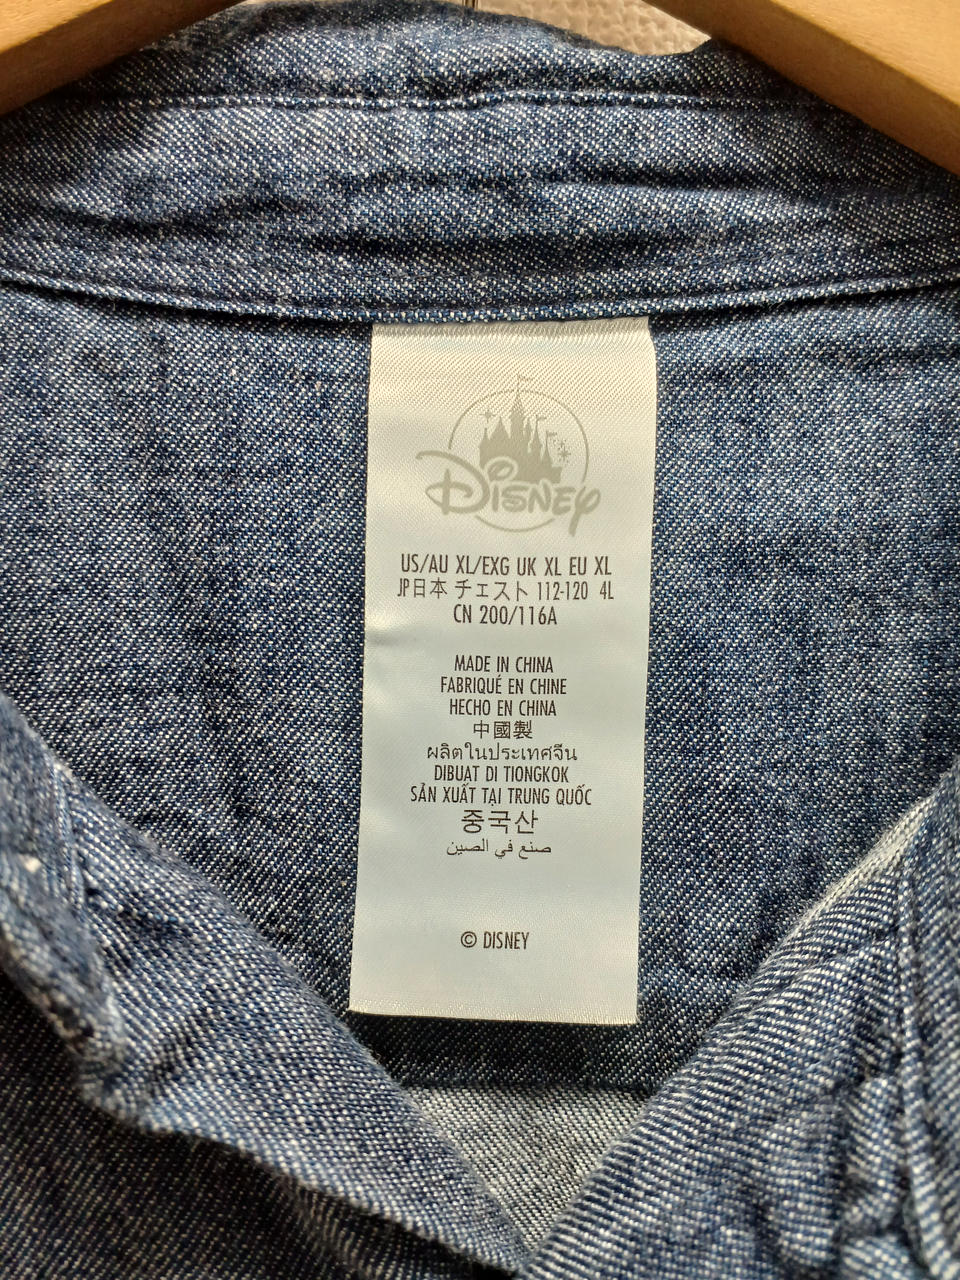 Disney
US/AU XL/EXG UK XL EU XL
JP日本 チェスト 112-120 4L
CN 200/116A
MADE IN CHINA
FABRIQUÉ EN CHINE
HECHO EN CHINA
中國製
ผลิตในประเทศจีน
DIBUAT DI TIONGKOK
SẢN XUẤT TẠI TRUNG QUỐC
중국산
صنع في الصين
© DISNEY